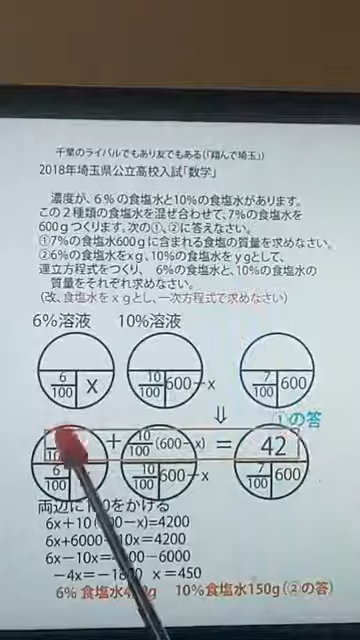 千葉のライバルでもあり友でもある(「翔んで埼玉」)
2018年埼玉県公立高校入試「数学」
濃度が、6%の食塩水と10%の食塩水があります。
この2種類の食塩水を混ぜ合わせて、7%の食塩水を
600gつくります。次の①、②に答えなさい。
①7%の食塩水600gに含まれる食塩の質量を求めなさい。
②6%の食塩水をxg、10%の食塩水をygとして、
連立方程式をつくり、6%の食塩水と、10%の食塩水の
質量をそれぞれ求めなさい。
(改、食塩水をxgとし、一次方程式で求めなさい)
6%溶液 10%溶液
6/100 x 10/100 600-x 7/100 600
⇓ ①の答
+ 10/100 (600-x) = 42
6/100 x 10/100 600-x 7/100 600
両辺に100をかける
6x+10(600-x)=4200
6x+6000-10x=4200
6x-10x=4200-6000
-4x=-1800 x=450
6%食塩水450g 10%食塩水150g(②の答)